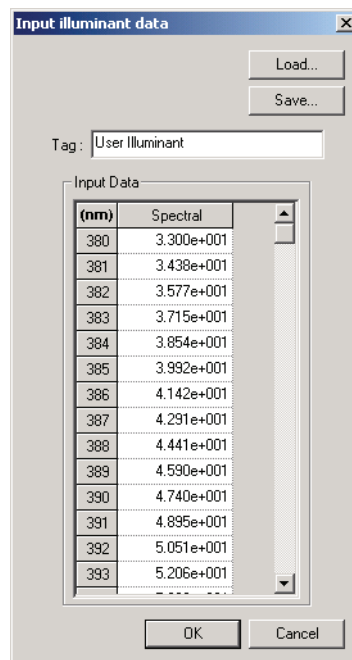 Input illuminant data
Load...
Save...
Tag : User Illuminant
Input Data
(nm) Spectral
380 3.300e+001
381 3.438e+001
382 3.577e+001
383 3.715e+001
384 3.854e+001
385 3.992e+001
386 4.142e+001
387 4.291e+001
388 4.441e+001
389 4.590e+001
390 4.740e+001
391 4.895e+001
392 5.051e+001
393 5.206e+001
OK Cancel